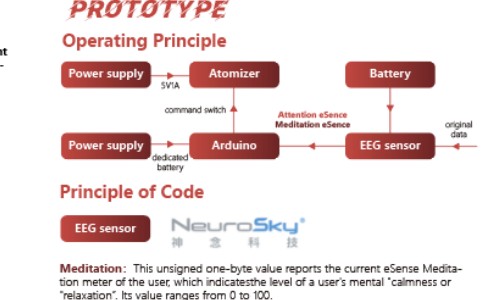 PROTOTYPE
nt
-
Operating Principle
Power supply
5V1A
Atomizer
Battery
command switch
Attention eSence
Meditation eSence
original
data
Power supply
dedicated
battery
Arduino
EEG sensor
Principle of Code
EEG sensor
NeuroSky®
神 念 科 技
Meditation: This unsigned one-byte value reports the current eSense Medita-
tion meter of the user, which indicatesthe level of a user's mental "calmness or
"relaxation". Its value ranges from 0 to 100.